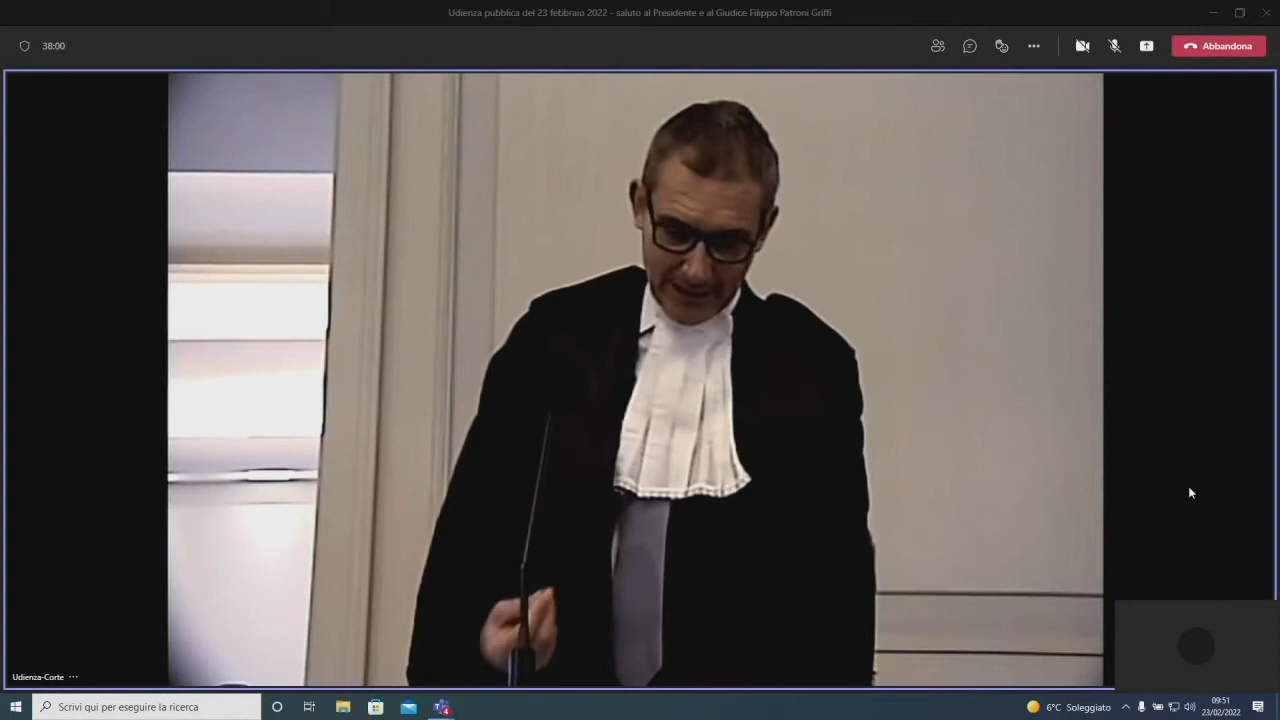 Udienza pubblica del 23 febbraio 2022 - saluto al Presidente e al Giudice Filippo Patroni Griffi
38:00
Abbandona
Udienza-Corte
Scrivi qui per eseguire la ricerca
4
6°C Soleggiato
09:51
23/02/2022